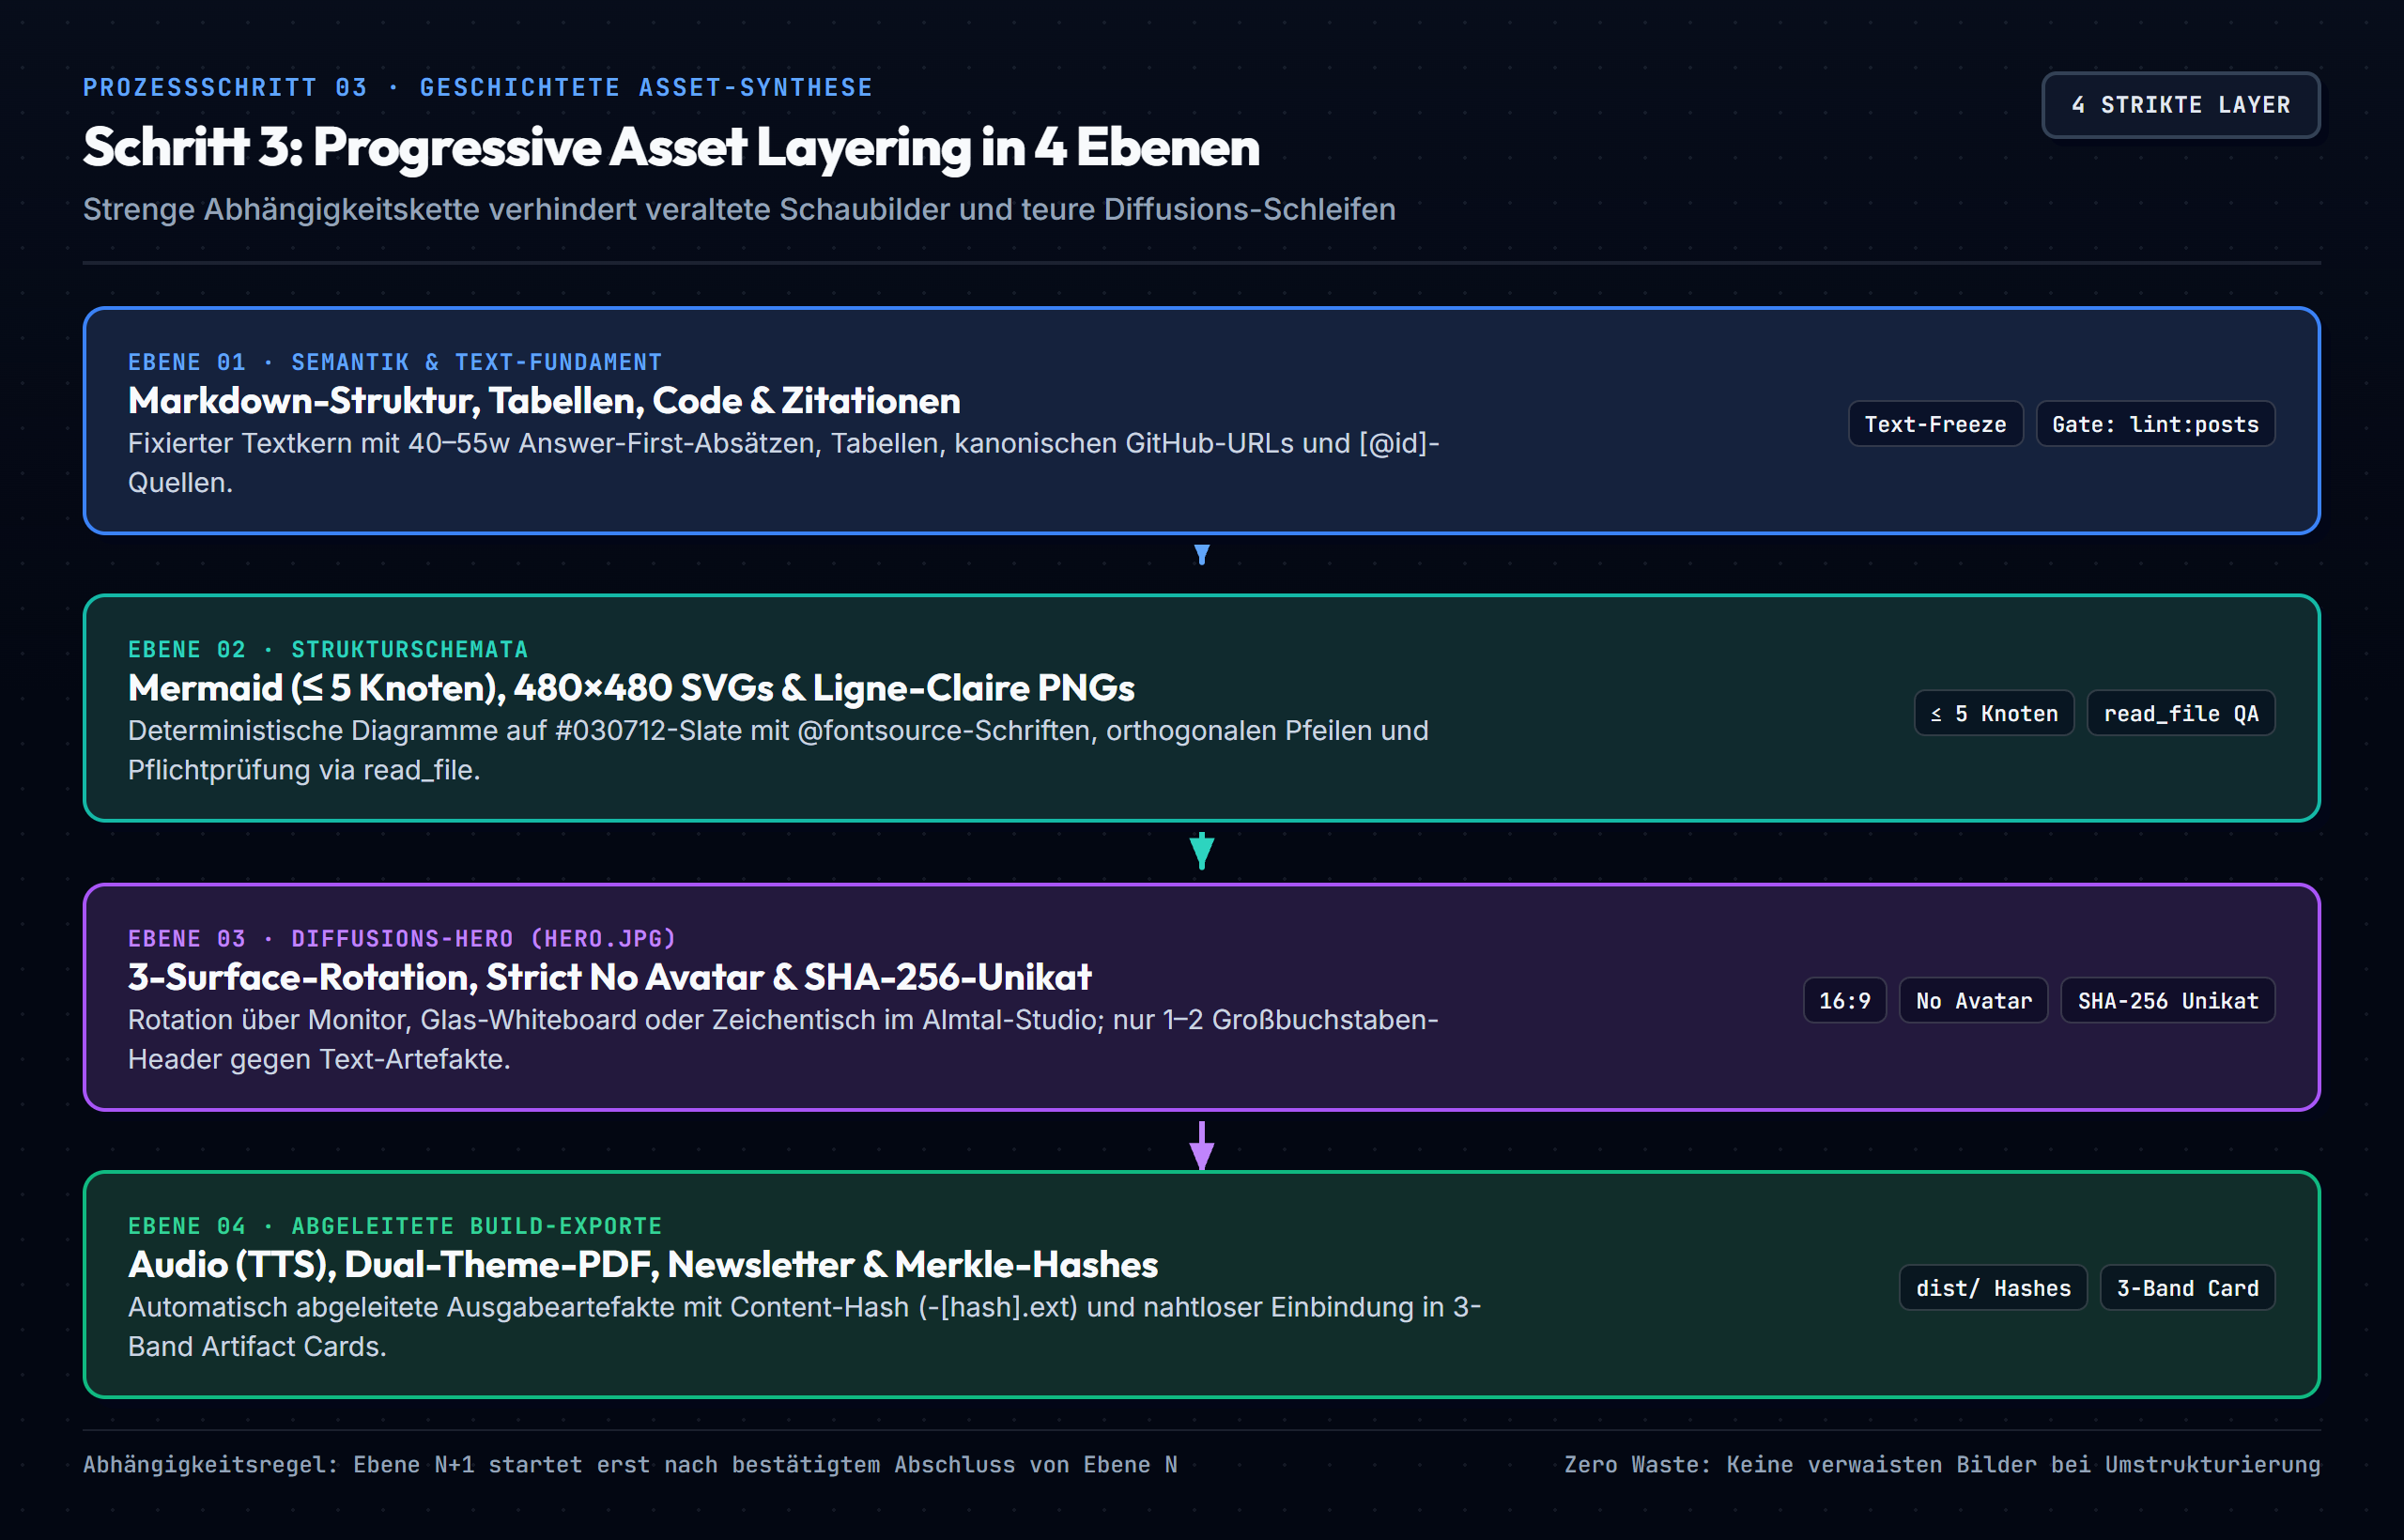 PROZESSSCHRITT 03 · GESCHICHTETE ASSET-SYNTHESE
4 STRIKTE LAYER
Schritt 3: Progressive Asset Layering in 4 Ebenen
Strenge Abhängigkeitskette verhindert veraltete Schaubilder und teure Diffusions-Schleifen
EBENE 01 · SEMANTIK & TEXT-FUNDAMENT
Markdown-Struktur, Tabellen, Code & Zitationen
Fixierter Textkern mit 40–55w Answer-First-Absätzen, Tabellen, kanonischen GitHub-URLs und [@id]-
Quellen.
Text-Freeze
Gate: lint:posts
EBENE 02 · STRUKTURSCHEMATA
Mermaid (≤ 5 Knoten), 480×480 SVGs & Ligne-Claire PNGs
Deterministische Diagramme auf #030712-Slate mit @fontsource-Schriften, orthogonalen Pfeilen und
Pflichtprüfung via read_file.
≤ 5 Knoten
read_file QA
EBENE 03 · DIFFUSIONS-HERO (HERO.JPG)
3-Surface-Rotation, Strict No Avatar & SHA-256-Unikat
Rotation über Monitor, Glas-Whiteboard oder Zeichentisch im Almtal-Studio; nur 1–2 Großbuchstaben-
Header gegen Text-Artefakte.
16:9
No Avatar
SHA-256 Unikat
EBENE 04 · ABGELEITETE BUILD-EXPORTE
Audio (TTS), Dual-Theme-PDF, Newsletter & Merkle-Hashes
Automatisch abgeleitete Ausgabeartefakte mit Content-Hash (-[hash].ext) und nahtloser Einbindung in 3-
Band Artifact Cards.
dist/ Hashes
3-Band Card
Abhängigkeitsregel: Ebene N+1 startet erst nach bestätigtem Abschluss von Ebene N
Zero Waste: Keine verwaisten Bilder bei Umstrukturierung